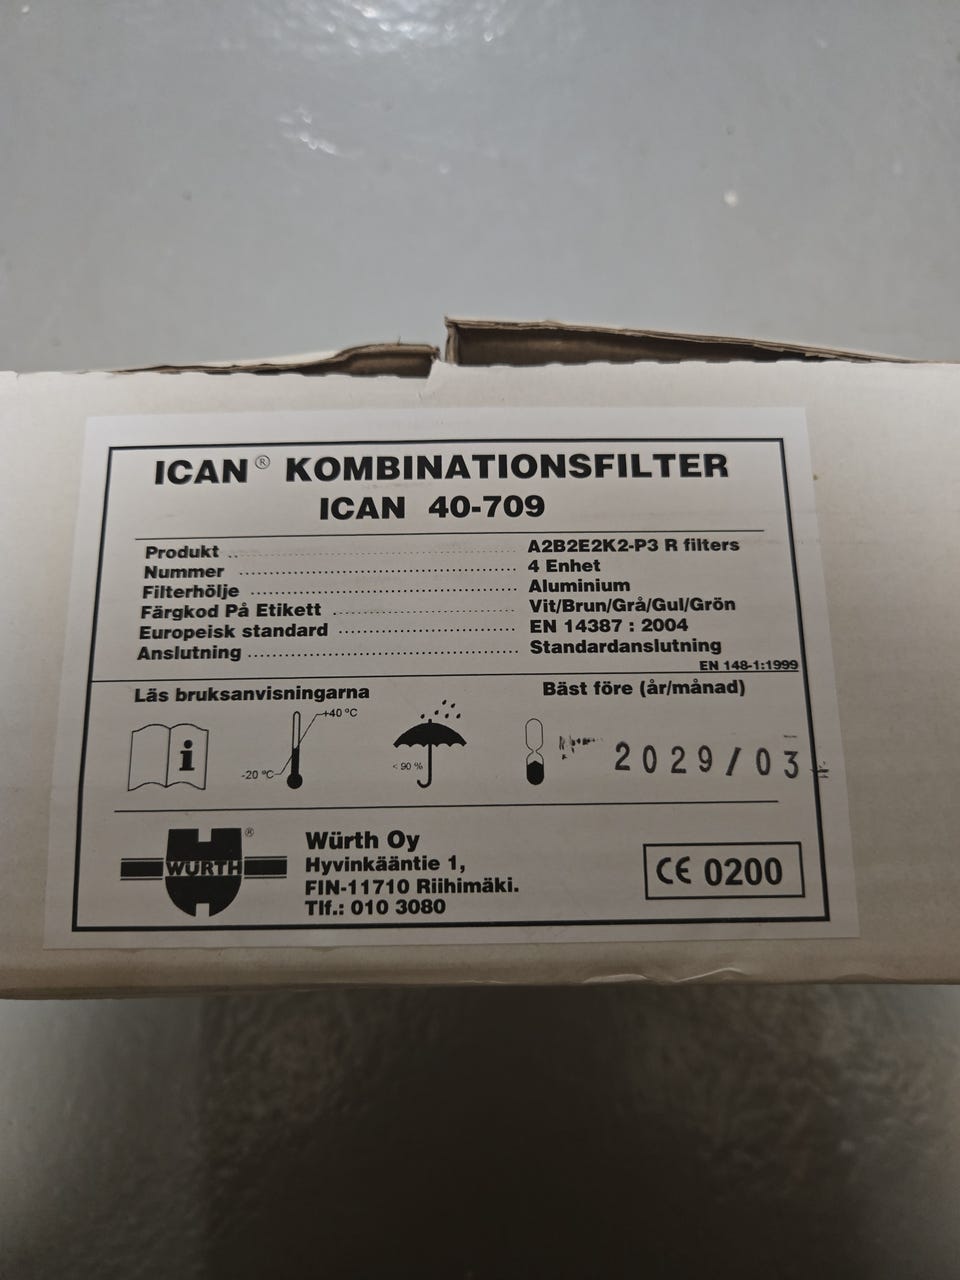 ICAN® KOMBINATIONSFILTER
ICAN 40-709
Produkt .......... A2B2E2K2-P3 R filters
Nummer .......... 4 Enhet
Filterhölje .......... Aluminium
Färgkod På Etikett .......... Vit/Brun/Grå/Gul/Grön
Europeisk standard .......... EN 14387 : 2004
Anslutning .......... Standardanslutning
EN 148-1:1999
Läs bruksanvisningarna
Bäst före (år/månad)
i
+40 ºC
-20 ºC
< 90 %
2029/03
WÜRTH®
Würth Oy
Hyvinkääntie 1,
FIN-11710 Riihimäki.
Tlf.: 010 3080
CE 0200